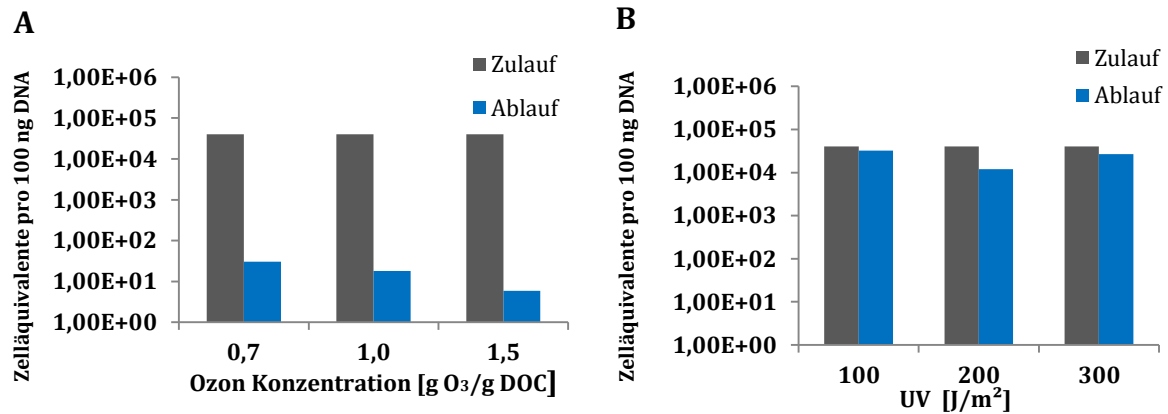 A
Zelläquivalente pro 100 ng DNA
1,00E+06
1,00E+05
1,00E+04
1,00E+03
1,00E+02
1,00E+01
1,00E+00
Zulauf
Ablauf
0,7 1,0 1,5
Ozon Konzentration [g O₃/g DOC]
B
Zelläquivalente pro 100 ng DNA
1,00E+06
1,00E+05
1,00E+04
1,00E+03
1,00E+02
1,00E+01
1,00E+00
Zulauf
Ablauf
100 200 300
UV [J/m²]